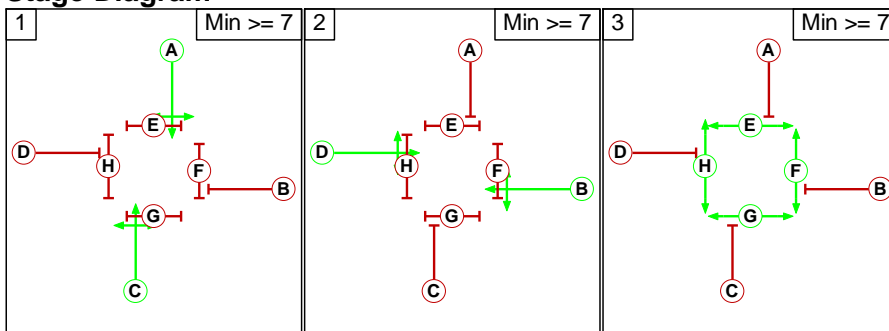 Stage Diagram
1 Min >= 7 2 Min >= 7 3 Min >= 7
A A A
E E E
D H F B D H F B D H F B
G G G
C C C